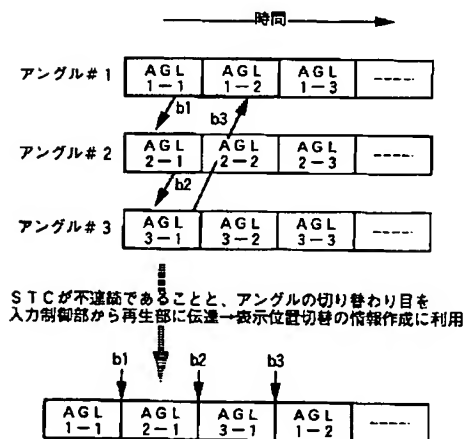 時間
アングル#1
AGL 1-1
AGL 1-2
AGL 1-3
b1
b3
アングル#2
AGL 2-1
AGL 2-2
AGL 2-3
b2
アングル#3
AGL 3-1
AGL 3-2
AGL 3-3
STCが不連続であることと、アングルの切り替わり目を
入力制御部から再生部に伝達→表示位置切替の情報作成に利用
b1
b2
b3
AGL 1-1
AGL 2-1
AGL 3-1
AGL 1-2